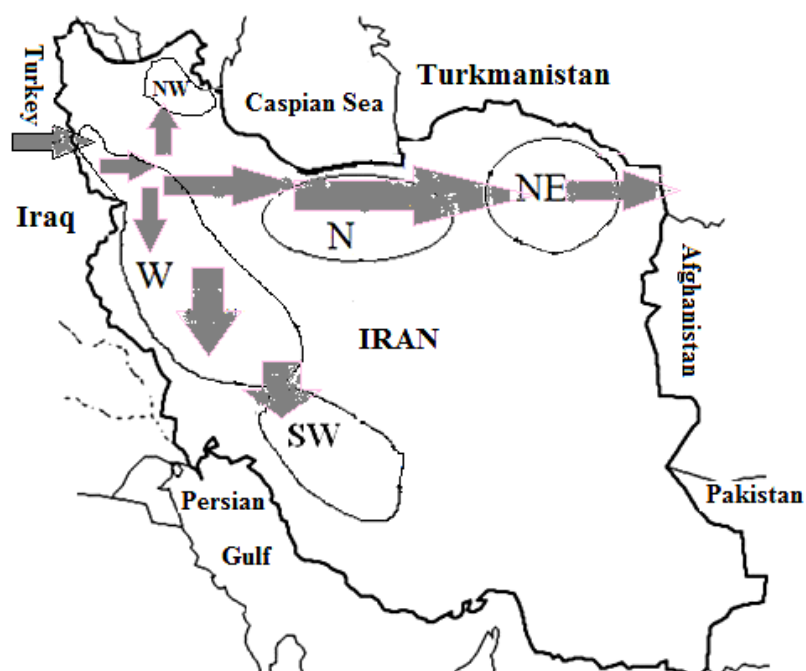 Turkey
NW
Caspian Sea
Turkmanistan
NE
Iraq
N
W
Afghanistan
IRAN
SW
Persian
Gulf
Pakistan